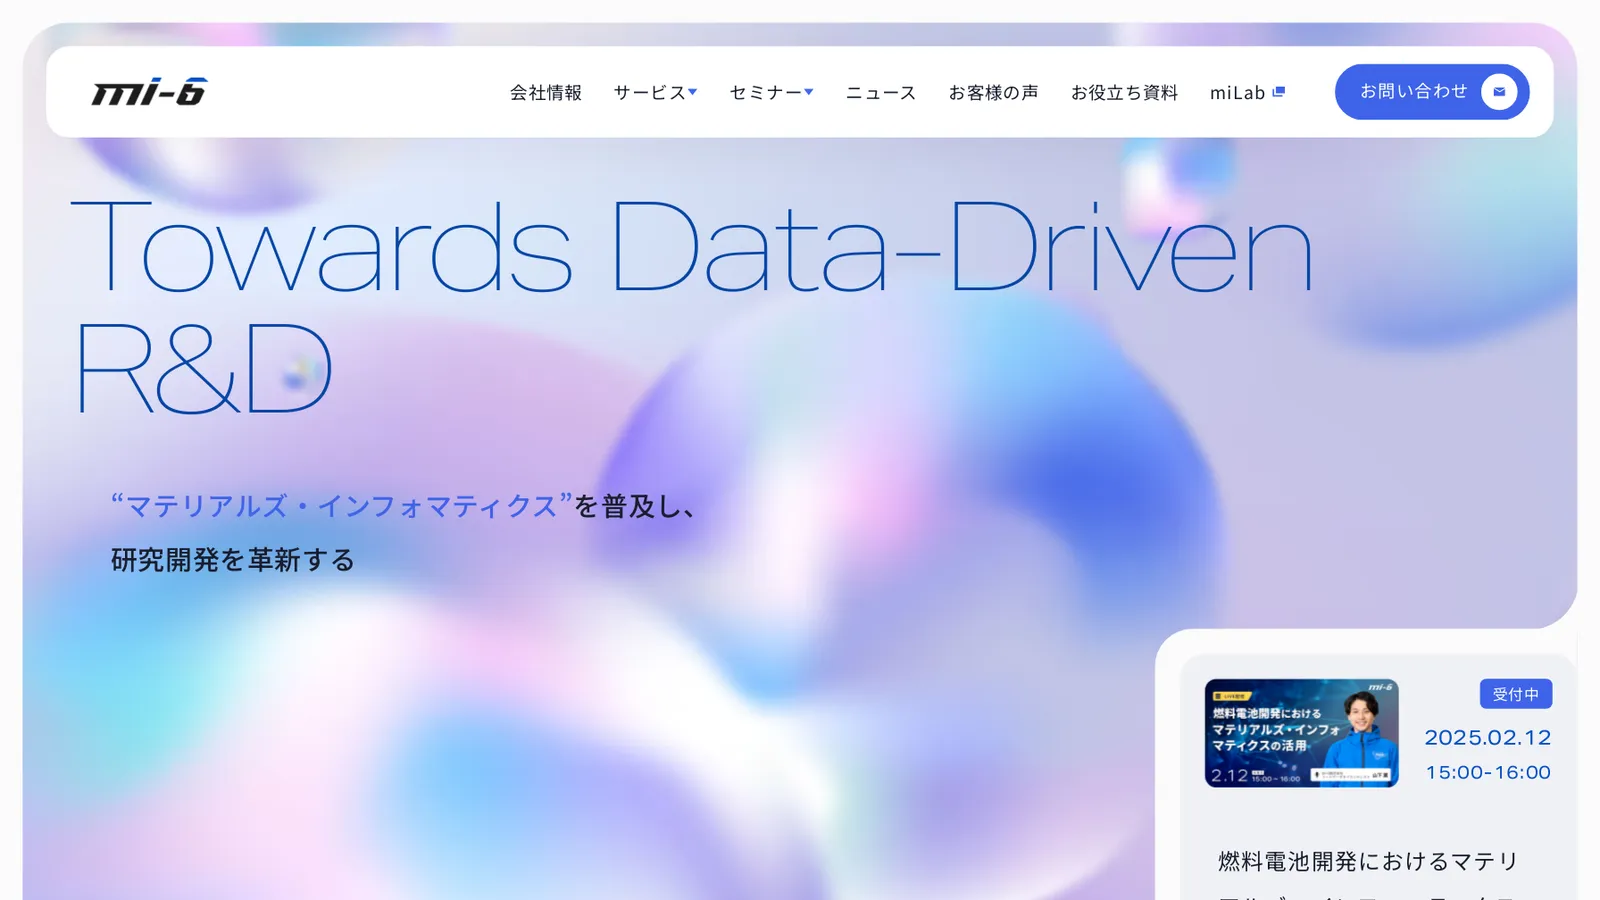 mi-6
会社情報 サービス セミナー ニュース お客様の声 お役立ち資料 miLab お問い合わせ
Towards Data-Driven
R&D
“マテリアルズ・インフォマティクス”を普及し、
研究開発を革新する
mi-6
燃料電池開発における
マテリアルズ・インフォ
マティクスの活用
2.12 15:00~16:00
受付中
2025.02.12
15:00-16:00
燃料電池開発におけるマテリ